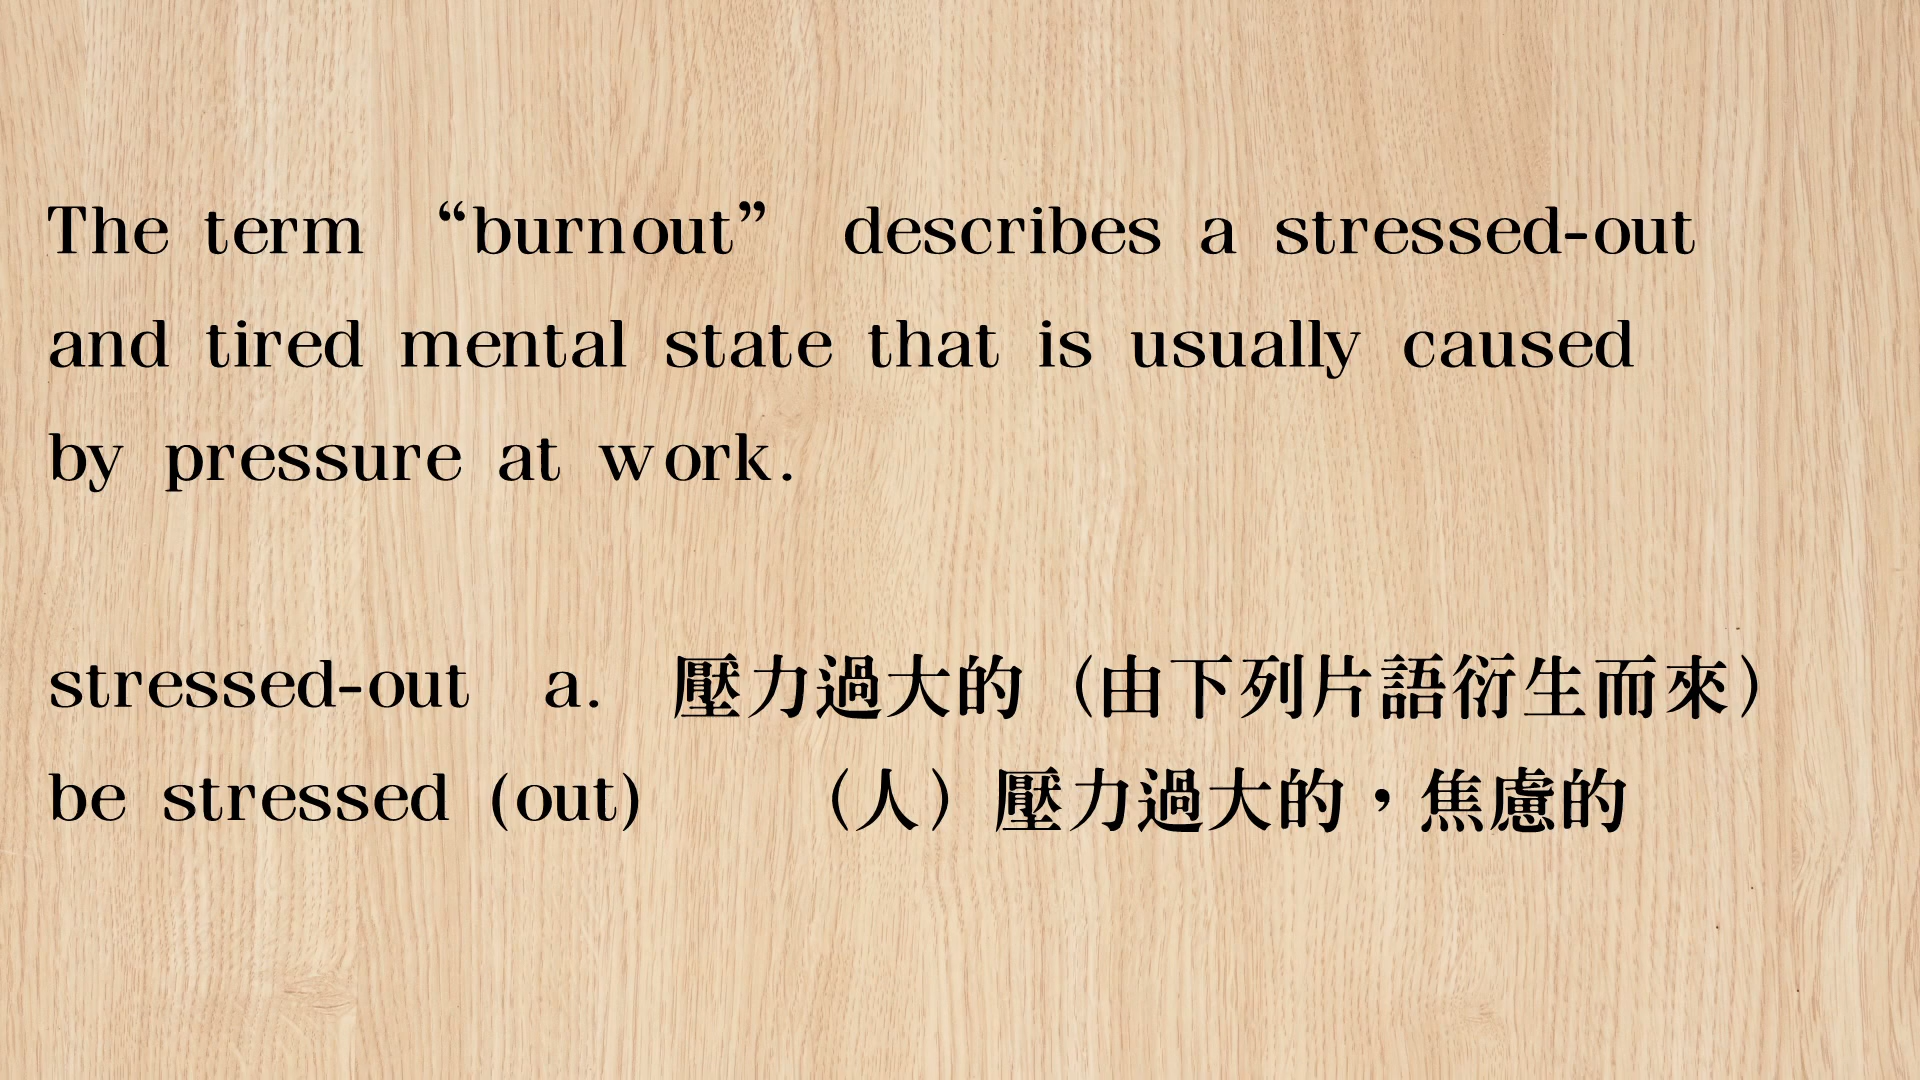 The term “burnout” describes a stressed-out
and tired mental state that is usually caused
by pressure at work.
stressed-out a. 壓力過大的（由下列片語衍生而來）
be stressed (out) （人）壓力過大的，焦慮的